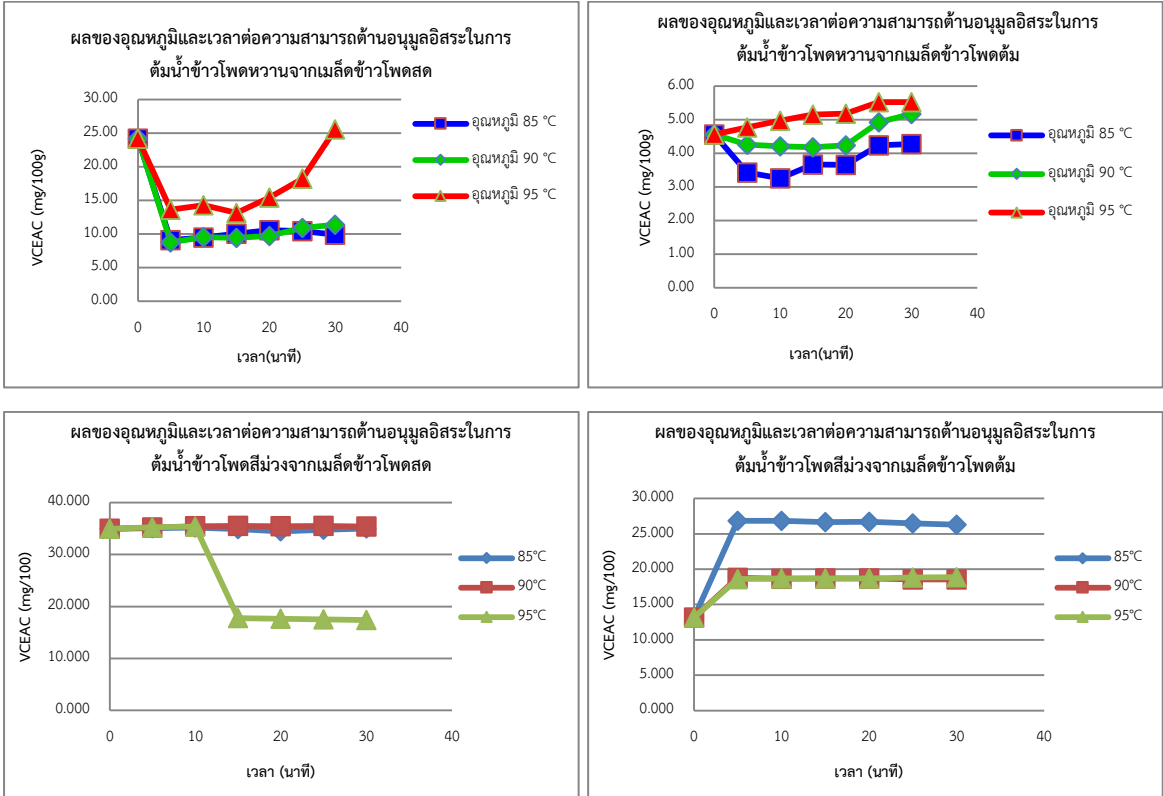 ผลของอุณหภูมิและเวลาต่อความสามารถต้านอนุมูลอิสระในการ
ต้มน้ำข้าวโพดหวานจากเมล็ดข้าวโพดสด
30.00
25.00
20.00
15.00
10.00
5.00
0.00
VCEAC (mg/100g)
0 10 20 30 40
เวลา(นาที)
อุณหภูมิ 85 °C
อุณหภูมิ 90 °C
อุณหภูมิ 95 °C
ผลของอุณหภูมิและเวลาต่อความสามารถต้านอนุมูลอิสระในการ
ต้มน้ำข้าวโพดหวานจากเมล็ดข้าวโพดต้ม
6.00
5.00
4.00
3.00
2.00
1.00
0.00
VCEAC (mg/100g)
0 10 20 30 40
เวลา(นาที)
อุณหภูมิ 85 °C
อุณหภูมิ 90 °C
อุณหภูมิ 95 °C
ผลของอุณหภูมิและเวลาต่อความสามารถต้านอนุมูลอิสระในการ
ต้มน้ำข้าวโพดสีม่วงจากเมล็ดข้าวโพดสด
40.000
30.000
20.000
10.000
0.000
VCEAC (mg/100)
0 10 20 30 40
เวลา (นาที)
85°C
90°C
95°C
ผลของอุณหภูมิและเวลาต่อความสามารถต้านอนุมูลอิสระในการ
ต้มน้ำข้าวโพดสีม่วงจากเมล็ดข้าวโพดต้ม
30.000
25.000
20.000
15.000
10.000
5.000
0.000
VCEAC (mg/100)
0 10 20 30 40
เวลา (นาที)
85°C
90°C
95°C